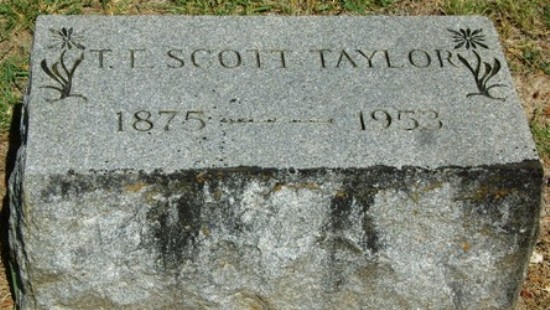 T. E. SCOTT TAYLOR
1875 — 1953